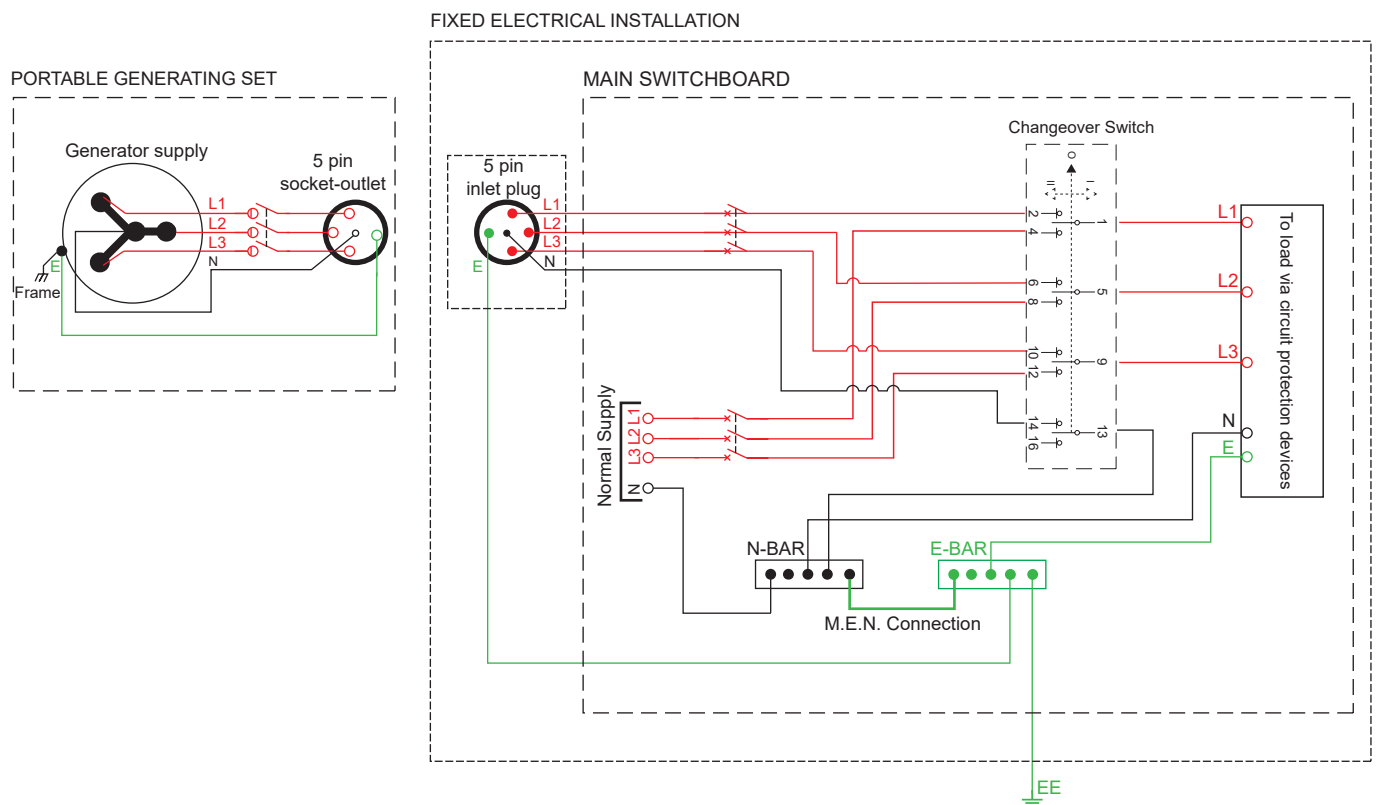 FIXED ELECTRICAL INSTALLATION
PORTABLE GENERATING SET
MAIN SWITCHBOARD
Generator supply
5 pin
socket-outlet
L1
L2
L3
N
E
Frame
5 pin
inlet plug
L1
L2
L3
N
E
Changeover Switch
O
II
I
2
4
1
6
8
5
10
12
9
14
16
13
L1
L2
L3
N
E
To load via circuit protection devices
Normal Supply
L1
L2
L3
N
N-BAR
E-BAR
M.E.N. Connection
EE